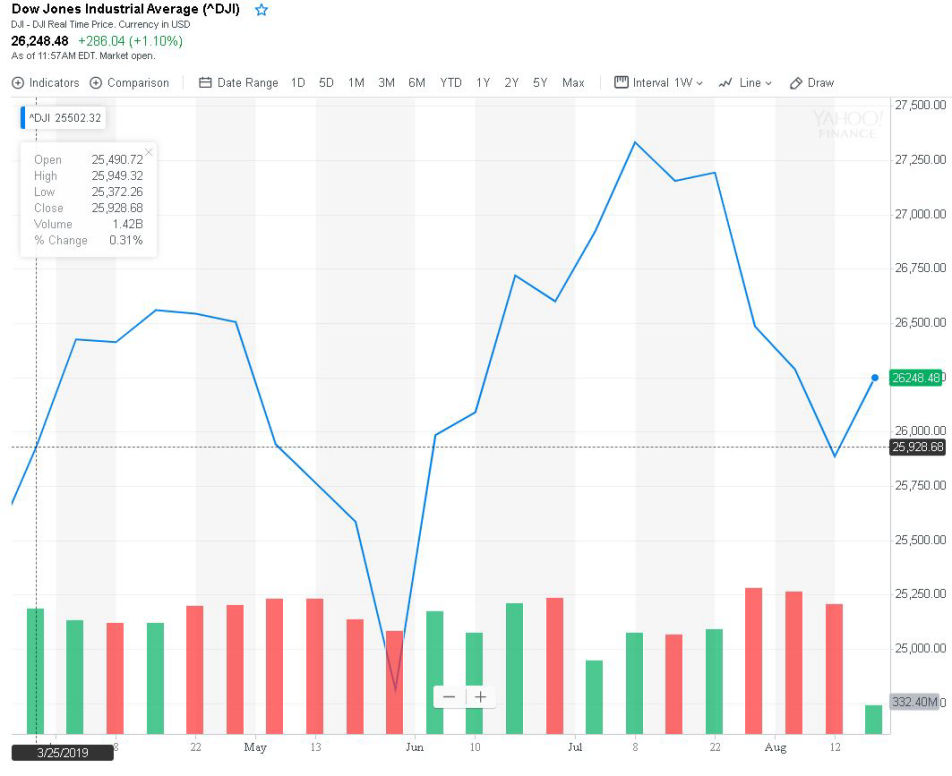 Dow Jones Industrial Average (^DJI)
DJI - DJI Real Time Price. Currency in USD
26,248.48 +286.04 (+1.10%)
As of 11:57AM EDT. Market open.
Indicators Comparison Date Range 1D 5D 1M 3M 6M YTD 1Y 2Y 5Y Max Interval 1W Line Draw
^DJI 25502.32
YAHOO!
FINANCE
Open 25,490.72
High 25,949.32
Low 25,372.26
Close 25,928.68
Volume 1.42B
% Change 0.31%
27,500.00
27,250.00
27,000.00
26,750.00
26,500.00
26248.48
26,000.00
25,928.68
25,750.00
25,500.00
25,250.00
25,000.00
332.40M
3/25/2019 8 22 May 13 Jun 10 Jul 8 22 Aug 12